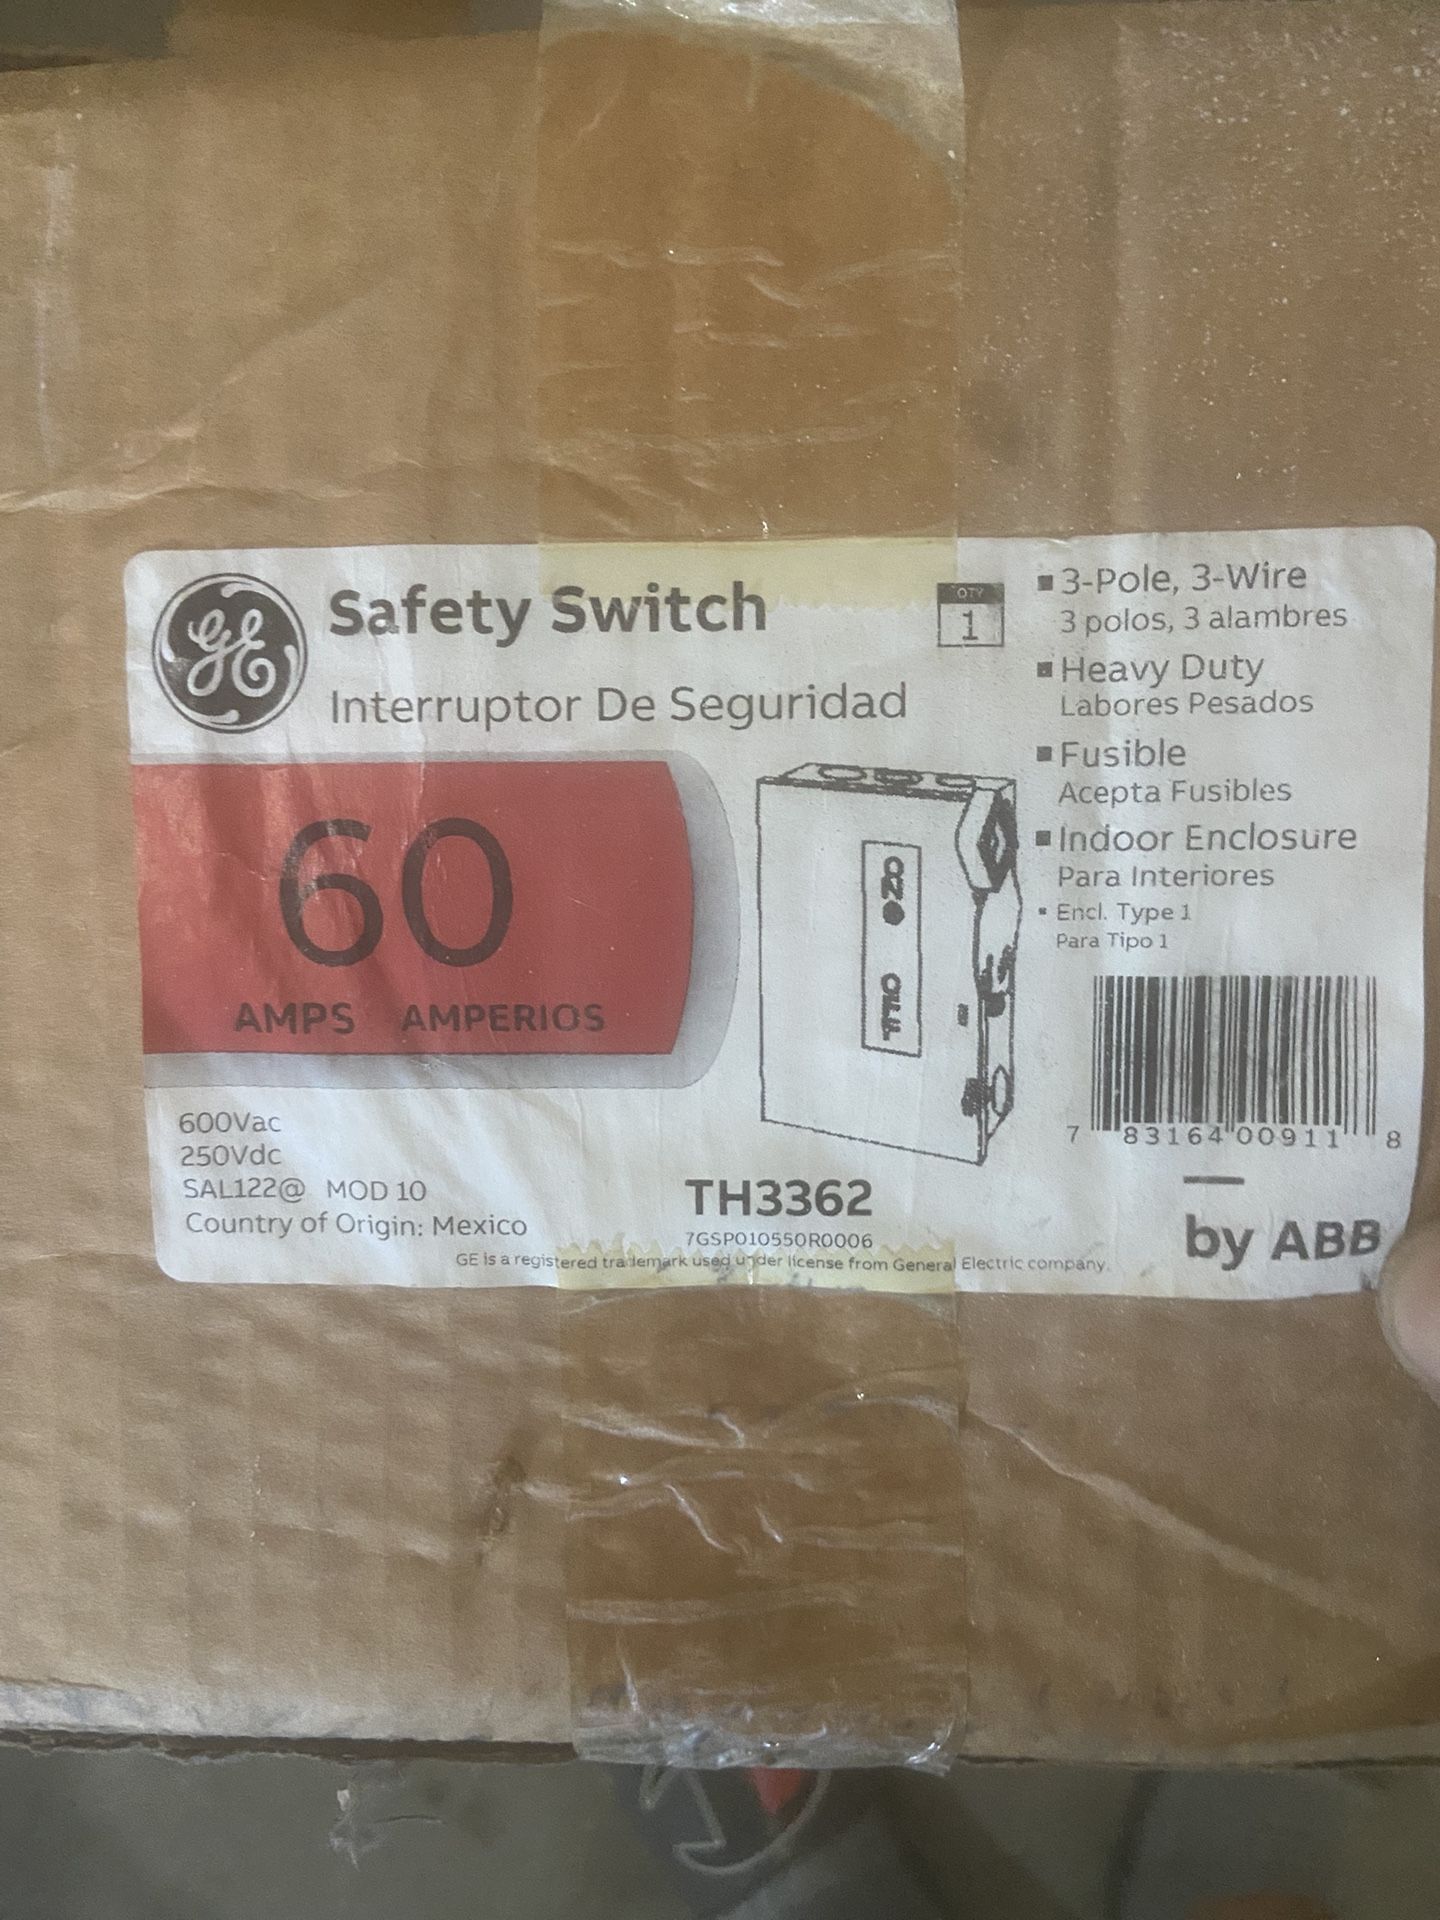 GE
Safety Switch
Interruptor De Seguridad
QTY
1
60
AMPS AMPERIOS
600Vac
250Vdc
SAL122@ MOD 10
Country of Origin: Mexico
TH3362
7GSP010550R0006
GE is a registered trademark used under license from General Electric company.
▪ 3-Pole, 3-Wire
3 polos, 3 alambres
▪ Heavy Duty
Labores Pesados
▪ Fusible
Acepta Fusibles
▪ Indoor Enclosure
Para Interiores
▪ Encl. Type 1
Para Tipo 1
7 83164 00911 8
by ABB